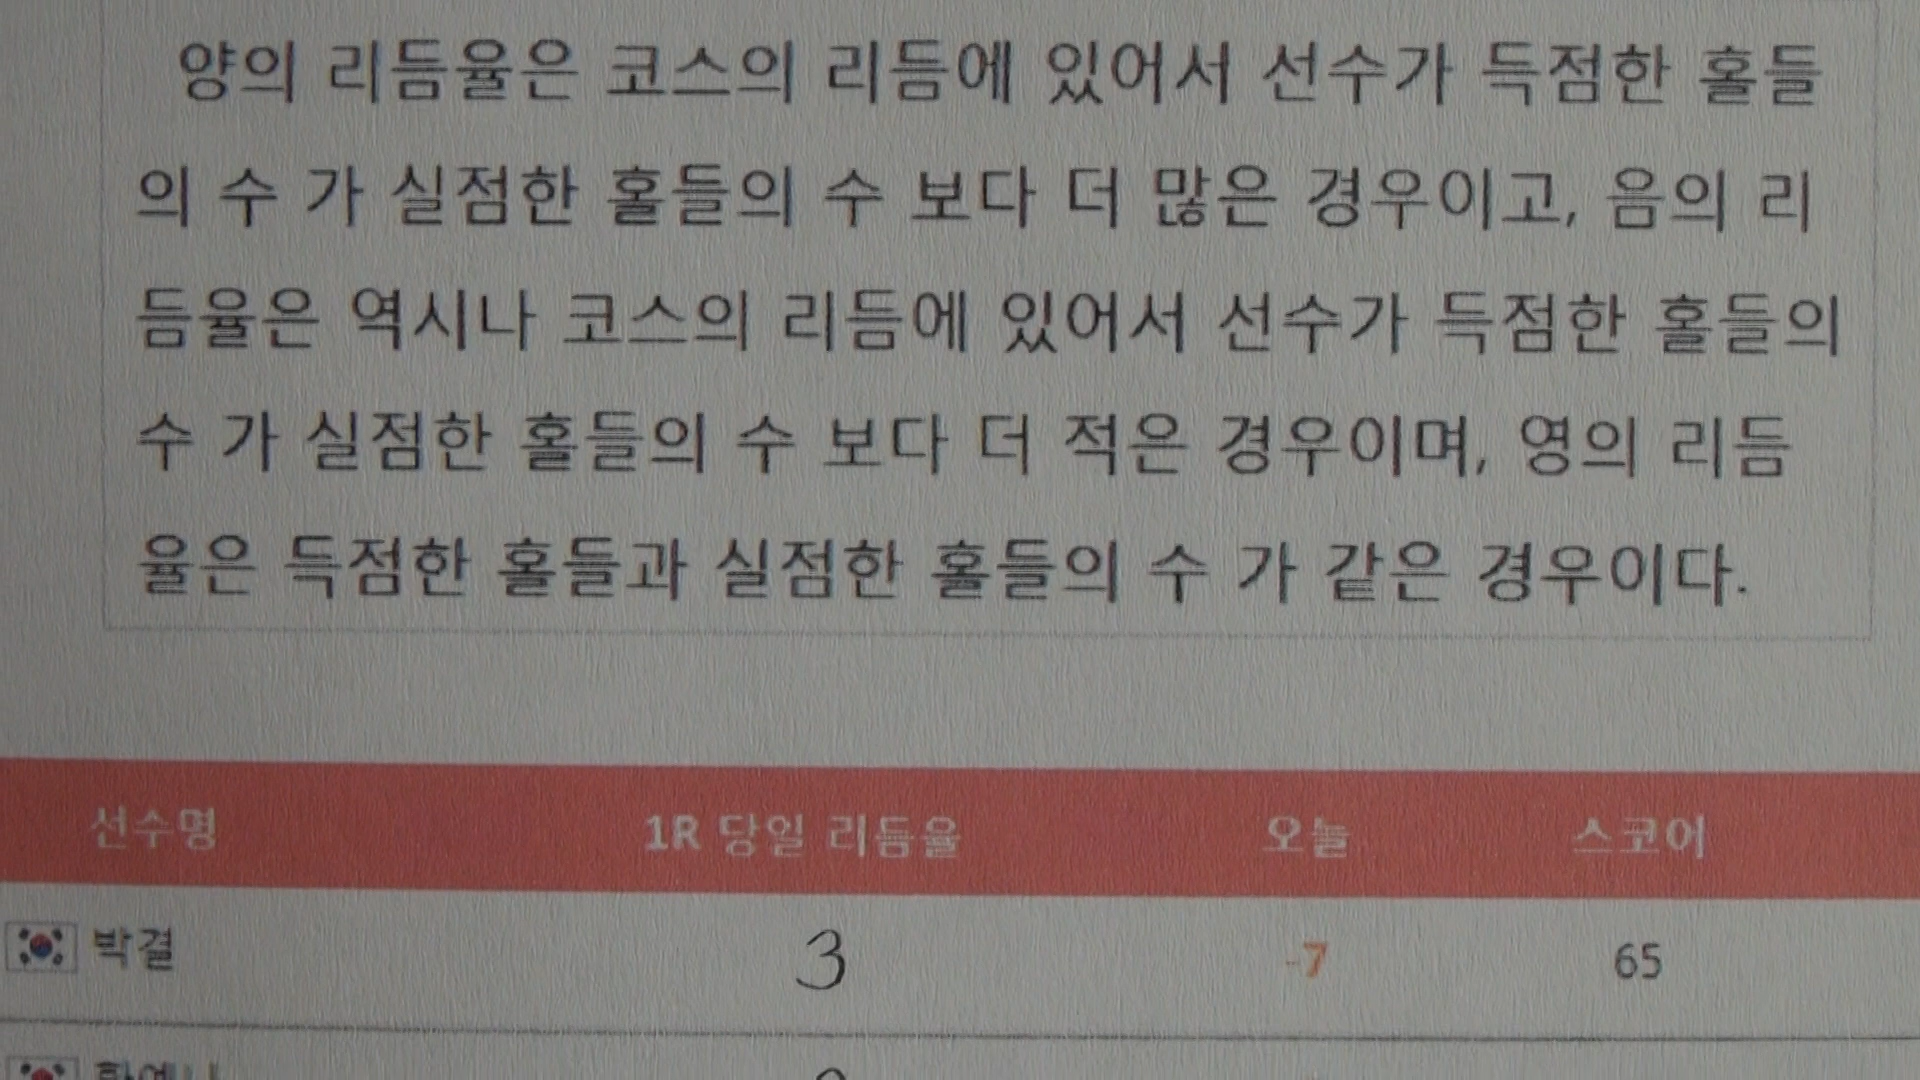 양의 리듬율은 코스의 리듬에 있어서 선수가 득점한 홀들
의 수 가 실점한 홀들의 수 보다 더 많은 경우이고, 음의 리
듬율은 역시나 코스의 리듬에 있어서 선수가 득점한 홀들의
수 가 실점한 홀들의 수 보다 더 적은 경우이며, 영의 리듬
율은 득점한 홀들과 실점한 홀들의 수 가 같은 경우이다.
선수명 1R 당일 리듬율 오늘 스코어
박결 3 -7 65